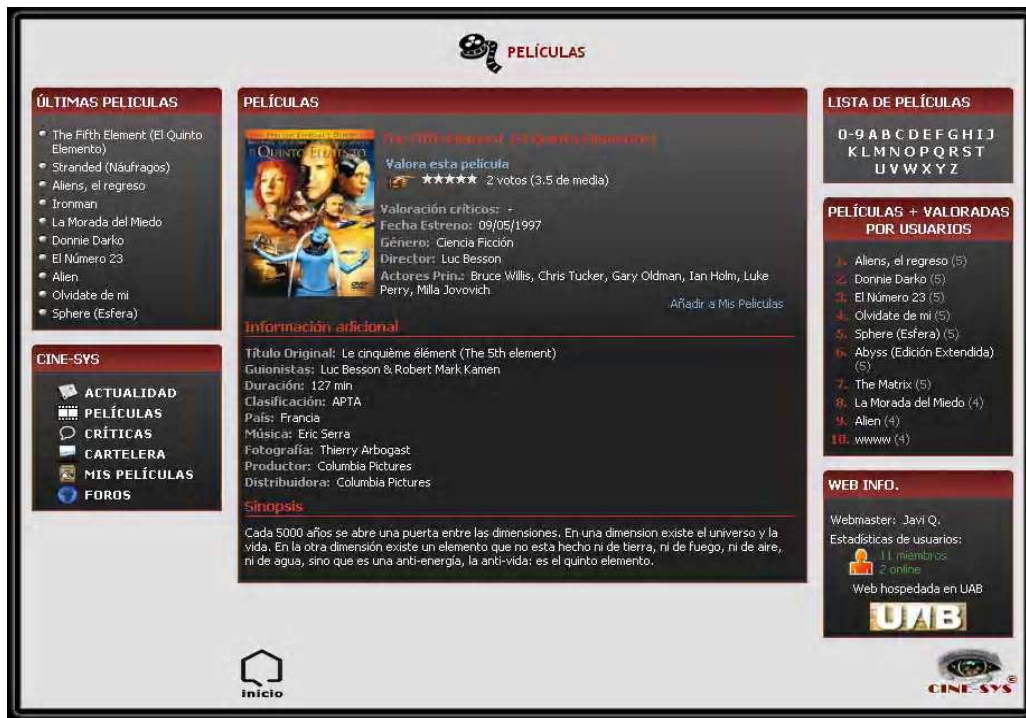 PELÍCULAS
ÚLTIMAS PELICULAS
The Fifth Element (El Quinto
Elemento)
Stranded (Náufragos)
Aliens, el regreso
Ironman
La Morada del Miedo
Donnie Darko
El Número 23
Alien
Olvidate de mi
Sphere (Esfera)
CINE-SYS
ACTUALIDAD
PELÍCULAS
CRÍTICAS
CARTELERA
MIS PELÍCULAS
FOROS
PELÍCULAS
EL QUINTO ELEMENTO
DVD
The Fifth Element (El Quinto Elemento)
Valora esta película
2 votos (3.5 de media)
Valoración críticos: -
Fecha Estreno: 09/05/1997
Género: Ciencia Ficción
Director: Luc Besson
Actores Prin.: Bruce Willis, Chris Tucker, Gary Oldman, Ian Holm, Luke
Perry, Milla Jovovich
Añadir a Mis Peliculas
Información adicional
Título Original: Le cinquième élément (The 5th element)
Guionistas: Luc Besson & Robert Mark Kamen
Duración: 127 min
Clasificación: APTA
País: Francia
Música: Eric Serra
Fotografía: Thierry Arbogast
Productor: Columbia Pictures
Distribuidora: Columbia Pictures
Sinopsis
Cada 5000 años se abre una puerta entre las dimensiones. En una dimension existe el universo y la
vida. En la otra dimensión existe un elemento que no esta hecho ni de tierra, ni de fuego, ni de aire,
ni de agua, sino que es una anti-energía, la anti-vida: es el quinto elemento.
LISTA DE PELÍCULAS
0-9 A B C D E F G H I J
K L M N O P Q R S T
U V W X Y Z
PELÍCULAS + VALORADAS
POR USUARIOS
1. Aliens, el regreso (5)
2. Donnie Darko (5)
3. El Número 23 (5)
4. Olvidate de mi (5)
5. Sphere (Esfera) (5)
6. Abyss (Edición Extendida)
(5)
7. The Matrix (5)
8. La Morada del Miedo (4)
9. Alien (4)
10. wwww (4)
WEB INFO.
Webmaster: Javi Q.
Estadísticas de usuarios:
11 miembros
2 online
Web hospedada en UAB
UAB
inicio
CINE-SYS©